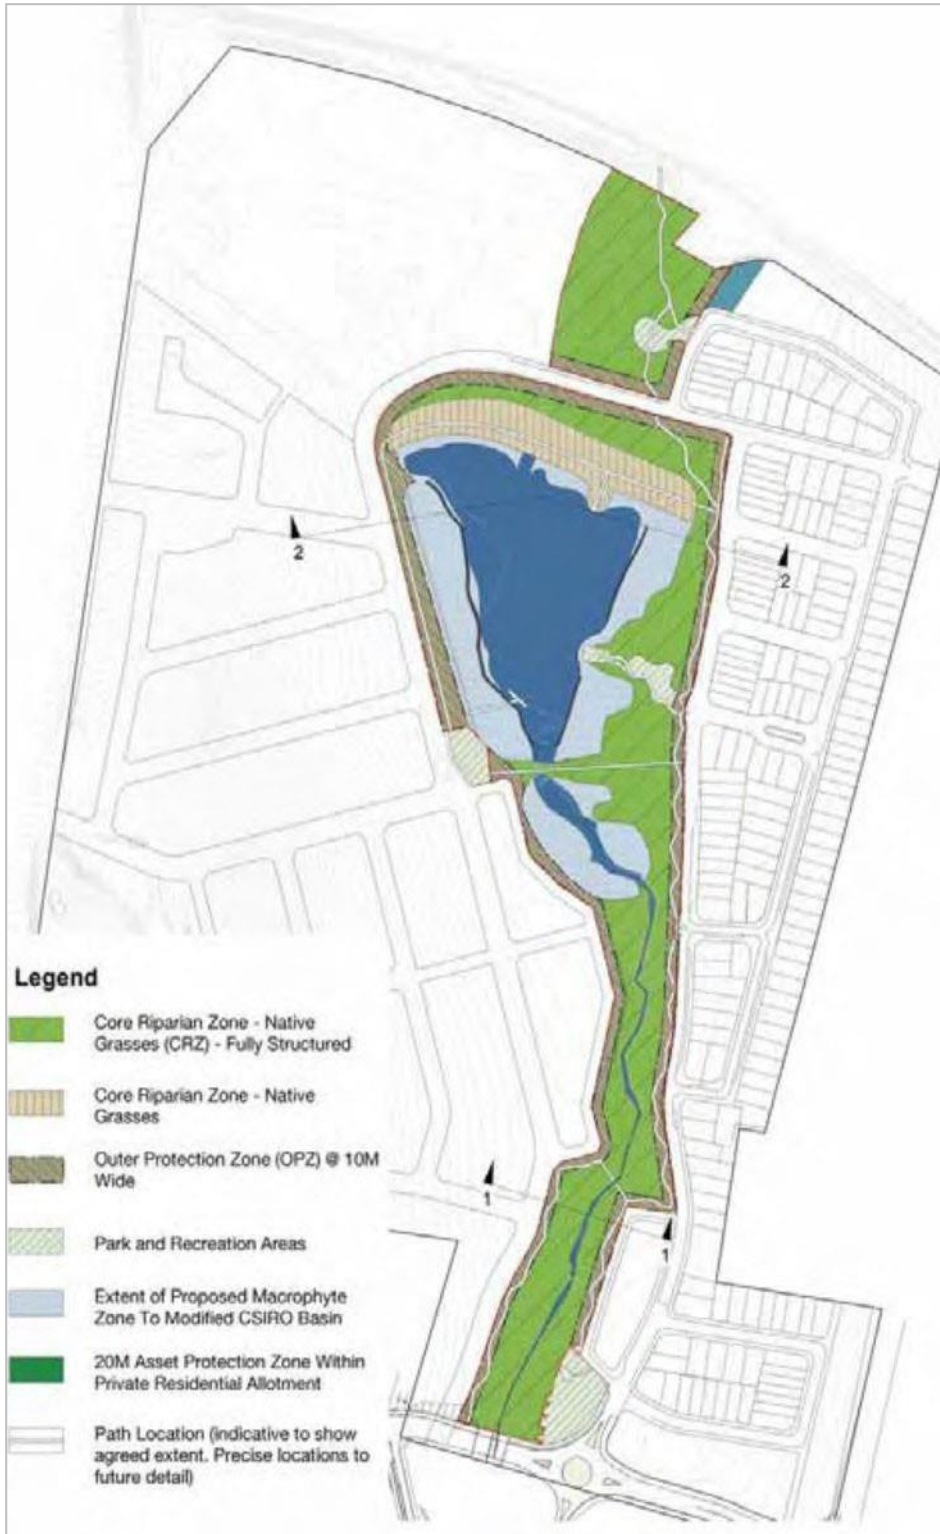 2
2
Legend
Core Riparian Zone - Native
Grasses (CRZ) - Fully Structured
Core Riparian Zone - Native
Grasses
Outer Protection Zone (OPZ) @ 10M
Wide
Park and Recreation Areas
Extent of Proposed Macrophyte
Zone To Modified CSIRO Basin
20M Asset Protection Zone Within
Private Residential Allotment
Path Location (indicative to show
agreed extent. Precise locations to
future detail)
1
1